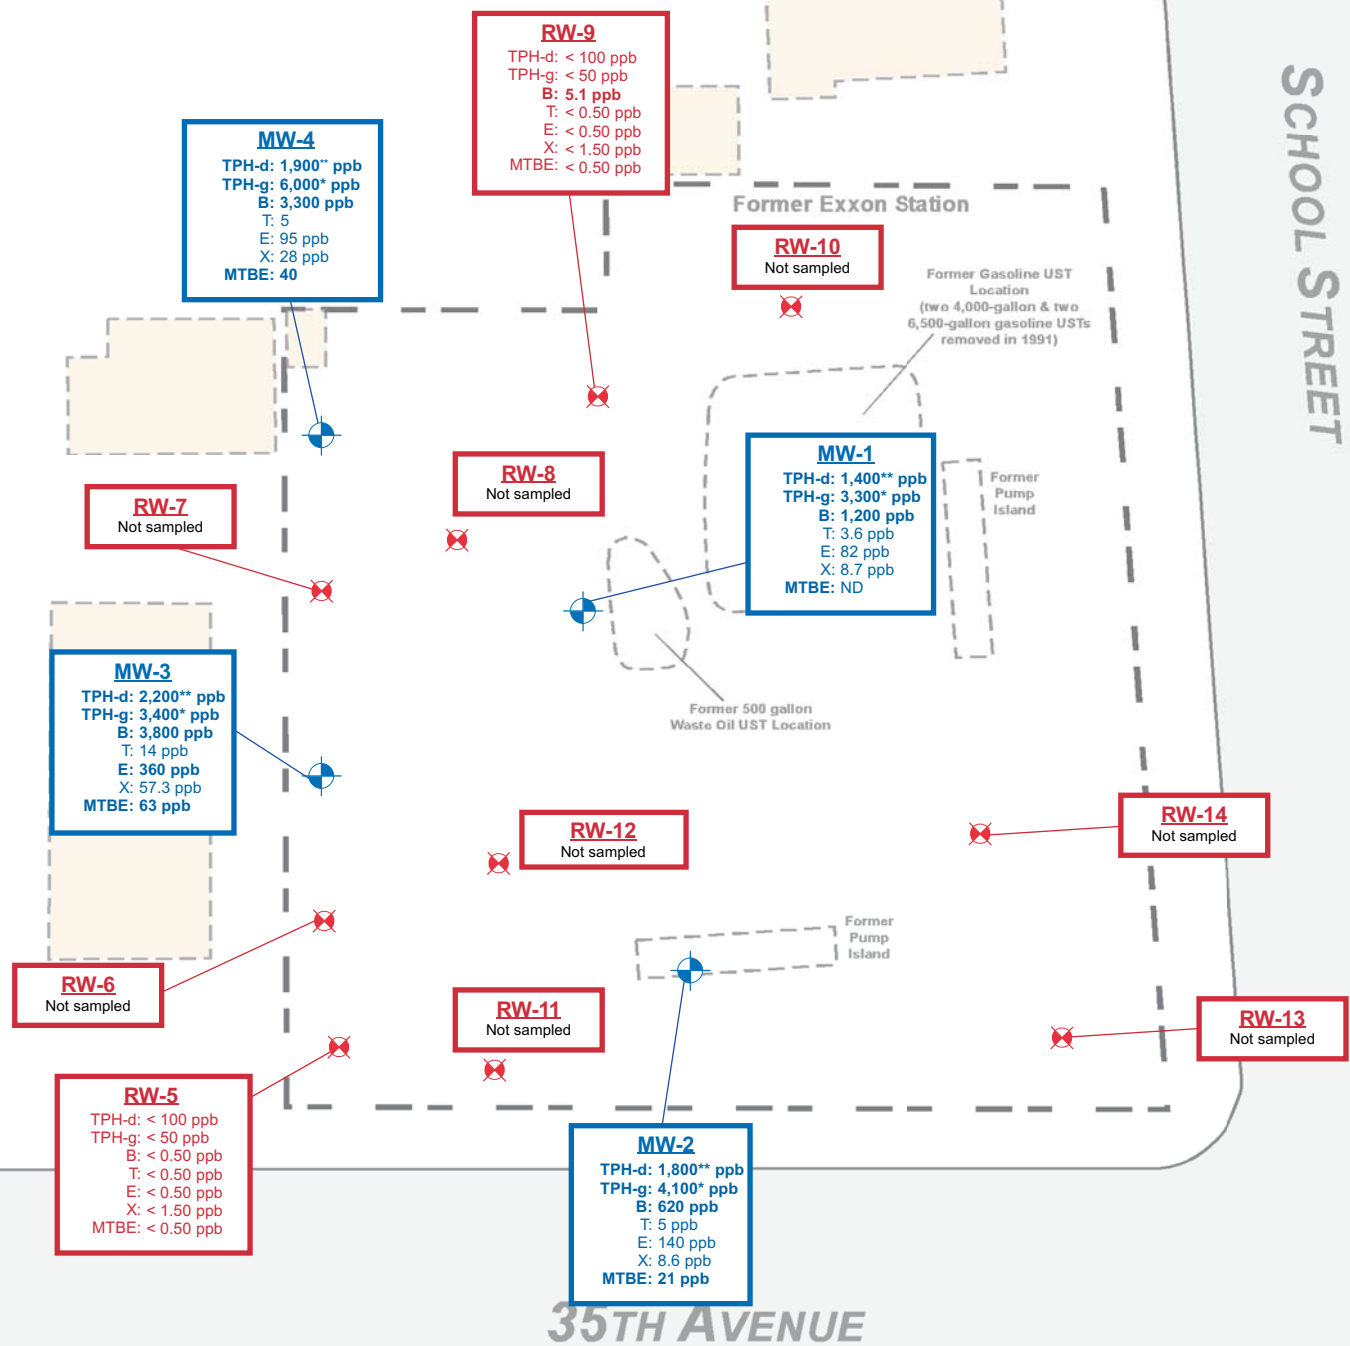 RW-9
TPH-d: < 100 ppb
TPH-g: < 50 ppb
B: 5.1 ppb
T: < 0.50 ppb
E: < 0.50 ppb
X: < 1.50 ppb
MTBE: < 0.50 ppb
MW-4
TPH-d: 1,900** ppb
TPH-g: 6,000* ppb
B: 3,300 ppb
T: 5
E: 95 ppb
X: 28 ppb
MTBE: 40
Former Exxon Station
RW-10
Not sampled
Former Gasoline UST
Location
(two 4,000-gallon & two
6,500-gallon gasoline USTs
removed in 1991)
SCHOOL STREET
RW-8
Not sampled
MW-1
TPH-d: 1,400** ppb
TPH-g: 3,300* ppb
B: 1,200 ppb
T: 3.6 ppb
E: 82 ppb
X: 8.7 ppb
MTBE: ND
Former
Pump
Island
RW-7
Not sampled
MW-3
TPH-d: 2,200** ppb
TPH-g: 3,400* ppb
B: 3,800 ppb
T: 14 ppb
E: 360 ppb
X: 57.3 ppb
MTBE: 63 ppb
Former 500 gallon
Waste Oil UST Location
RW-12
Not sampled
RW-14
Not sampled
Former
Pump
Island
RW-6
Not sampled
RW-11
Not sampled
RW-13
Not sampled
RW-5
TPH-d: < 100 ppb
TPH-g: < 50 ppb
B: < 0.50 ppb
T: < 0.50 ppb
E: < 0.50 ppb
X: < 1.50 ppb
MTBE: < 0.50 ppb
MW-2
TPH-d: 1,800** ppb
TPH-g: 4,100* ppb
B: 620 ppb
T: 5 ppb
E: 140 ppb
X: 8.6 ppb
MTBE: 21 ppb
35TH AVENUE